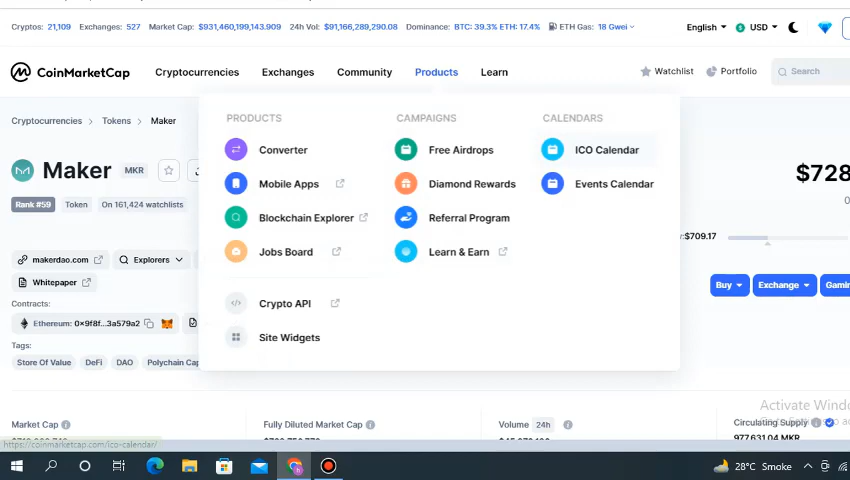 Cryptos: 21,109 Exchanges: 527 Market Cap: $931,460,199,143.909 24h Vol: $91,166,289,290.08 Dominance: BTC: 39.3% ETH: 17.4% ETH Gas: 18 Gwei English USD
CoinMarketCap Cryptocurrencies Exchanges Community Products Learn Watchlist Portfolio Search
Cryptocurrencies > Tokens > Maker
PRODUCTS CAMPAIGNS CALENDARS
Converter Free Airdrops ICO Calendar
Maker MKR $728
Mobile Apps Diamond Rewards Events Calendar
Rank #59 Token On 161,424 watchlists
Blockchain Explorer Referral Program
:$709.17
Jobs Board Learn & Earn
makerdao.com Explorers
Whitepaper Buy Exchange Gamin
Contracts: Crypto API
Ethereum: 0x9f8f...3a579a2
Site Widgets
Tags:
Store Of Value DeFi DAO Polychain Cap
Activate Windo
Market Cap Fully Diluted Market Cap Volume 24h Circulating Supply
977,631.04 MKR
https://coinmarketcap.com/ico-calendar/
28°C Smoke